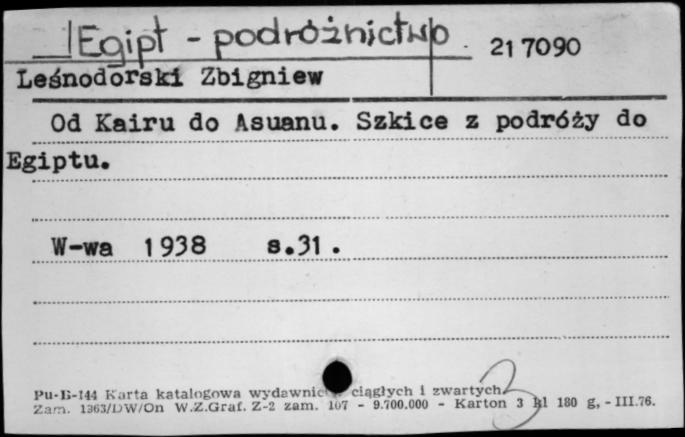 Egipt - podróżnictwo
21 7090
Leśnodorski Zbigniew
Od Kairu do Asuanu. Szkice z podróży do
Egiptu.
W-wa 1938 s.31.
Pu-B-144 Karta katalogowa ciągłych i zwartych
3
Zam. 1363/DW/On W.Z.Graf. Z-2 zam. 107 - 9.700.000 - Karton 3 kl 180 g, - III.76.